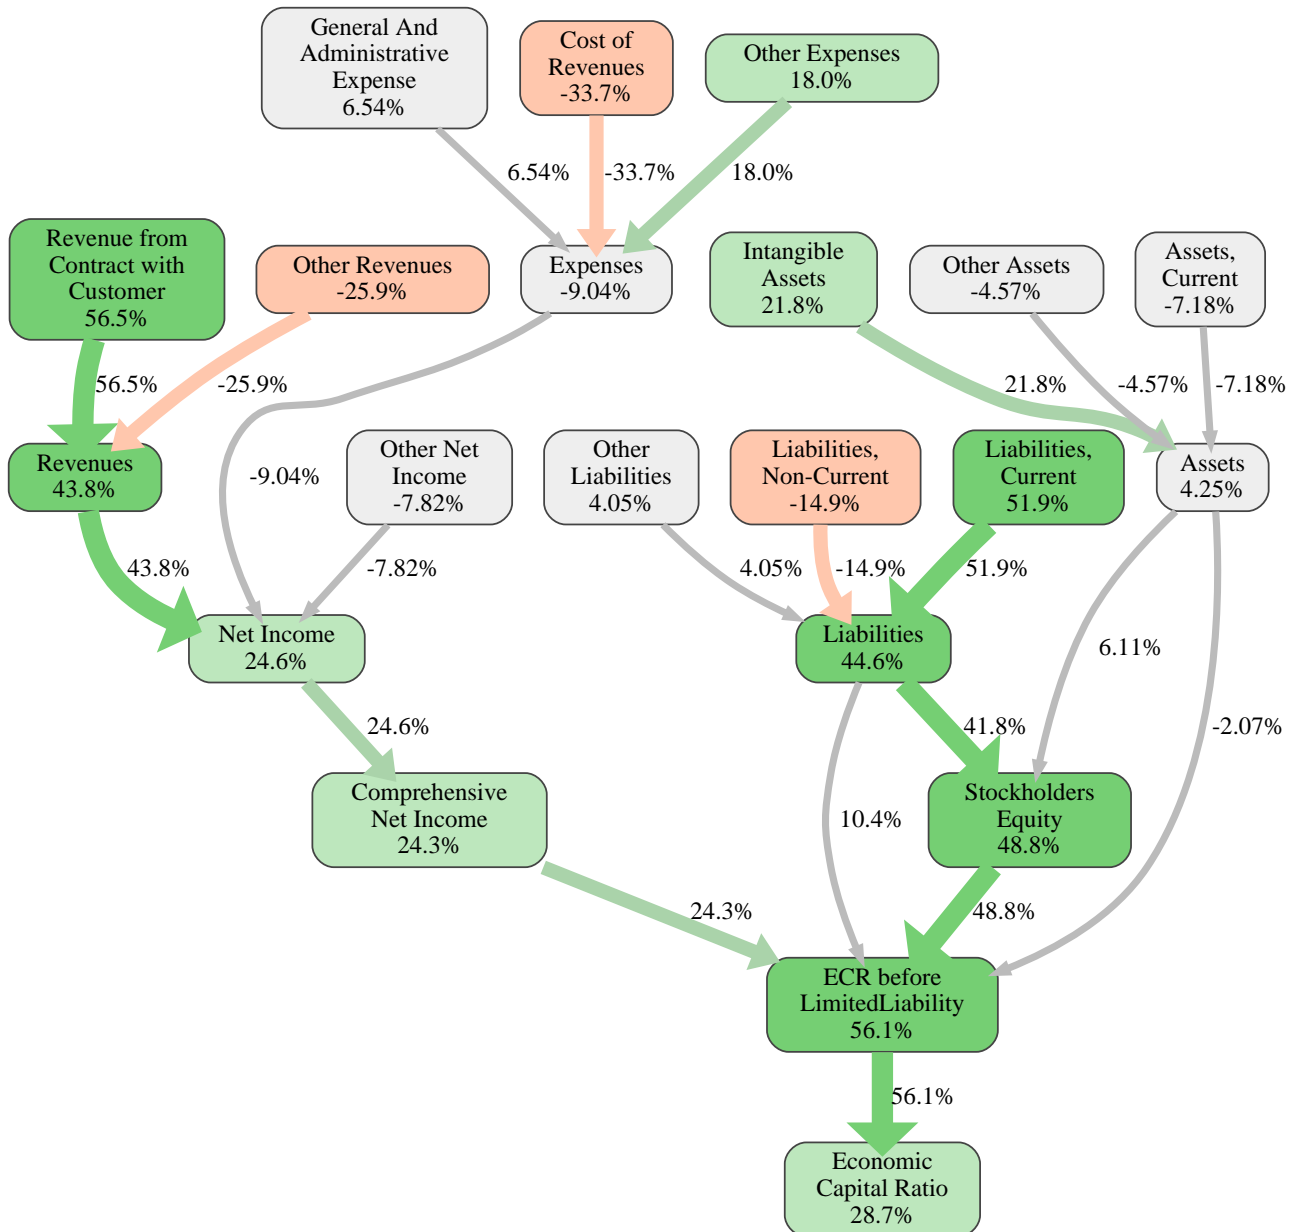 General And
Administrative
Expense
6.54%
Cost of
Revenues
-33.7%
Other Expenses
18.0%
6.54%
-33.7%
18.0%
Revenue from
Contract with
Customer
56.5%
Other Revenues
-25.9%
Expenses
-9.04%
Intangible
Assets
21.8%
Other Assets
-4.57%
Assets,
Current
-7.18%
56.5%
-25.9%
21.8%
-4.57%
-7.18%
Revenues
43.8%
-9.04%
Other Net
Income
-7.82%
Other
Liabilities
4.05%
Liabilities,
Non-Current
-14.9%
Liabilities,
Current
51.9%
Assets
4.25%
43.8%
-7.82%
4.05%
-14.9%
51.9%
Net Income
24.6%
Liabilities
44.6%
6.11%
-2.07%
24.6%
41.8%
Comprehensive
Net Income
24.3%
10.4%
Stockholders
Equity
48.8%
24.3%
48.8%
ECR before
LimitedLiability
56.1%
56.1%
Economic
Capital Ratio
28.7%